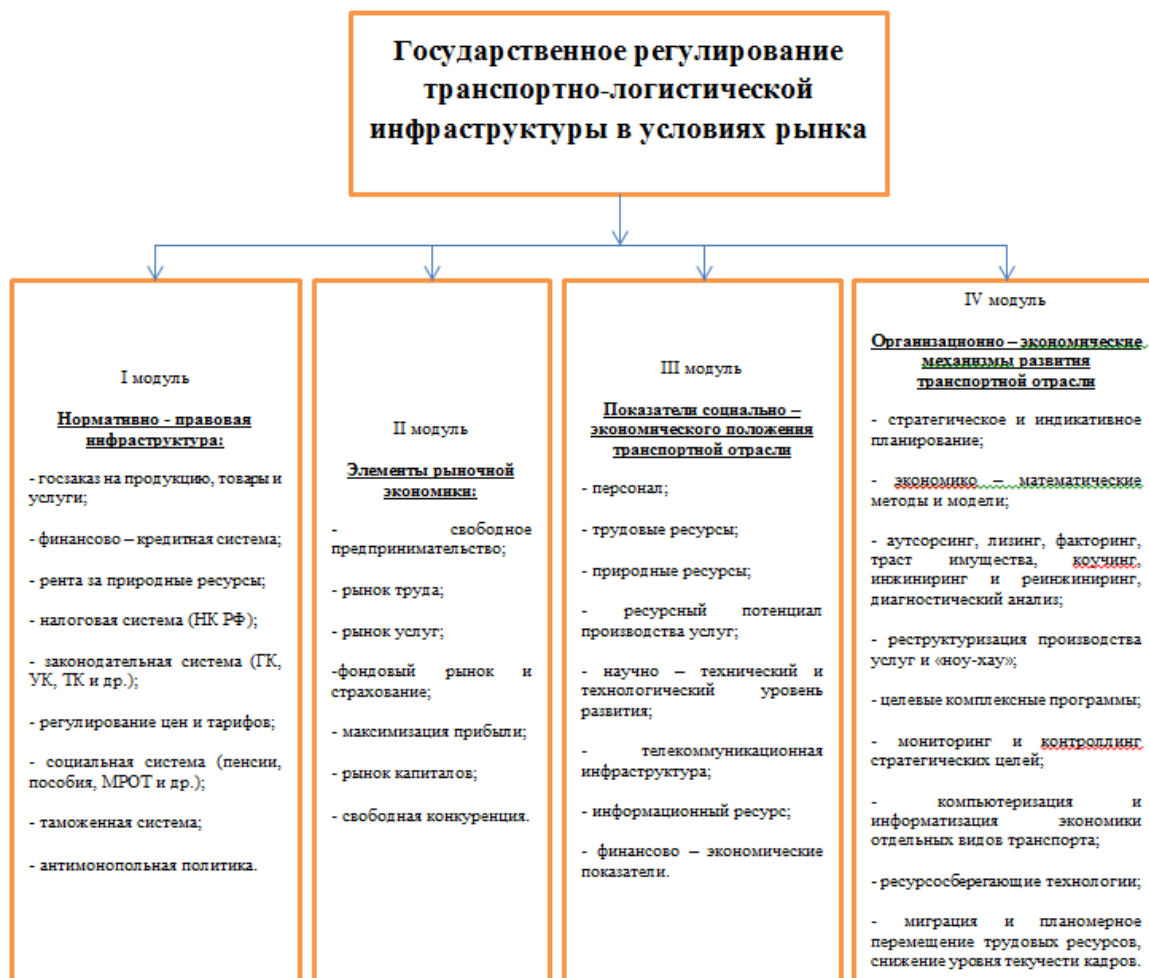 Государственное регулирование
транспортно-логистической
инфраструктуры в условиях рынка
I модуль
Нормативно - правовая
инфраструктура:
- госзаказ на продукцию, товары и
услуги;
- финансово – кредитная система;
- рента за природные ресурсы;
- налоговая система (НК РФ);
- законодательная система (ГК,
УК, ТК и др.);
- регулирование цен и тарифов;
- социальная система (пенсии,
пособия, МРОТ и др.);
- таможенная система;
- антимонопольная политика.
II модуль
Элементы рыночной
экономики:
- свободное
предпринимательство;
- рынок труда;
- рынок услуг;
-фондовый рынок и
страхование;
- максимизация прибыли;
- рынок капиталов;
- свободная конкуренция.
III модуль
Показатели социально –
экономического положения
транспортной отрасли
- персонал;
- трудовые ресурсы;
- природные ресурсы;
- ресурсный потенциал
производства услуг;
- научно – технический и
технологический уровень
развития;
- телекоммуникационная
инфраструктура;
- информационный ресурс;
- финансово – экономические
показатели.
IV модуль
Организационно – экономические
механизмы развития
транспортной отрасли
- стратегическое и индикативное
планирование;
- экономико – математические
методы и модели;
- аутсорсинг, лизинг, факторинг,
траст имущества, коучинг,
инжиниринг и реинжиниринг,
диагностический анализ;
- реструктуризация производства
услуг и «ноу-хау»;
- целевые комплексные программы;
- мониторинг и контроллинг
стратегических целей;
- компьютеризация и
информатизация экономики
отдельных видов транспорта;
- ресурсосберегающие технологии;
- миграция и планомерное
перемещение трудовых ресурсов,
снижение уровня текучести кадров.